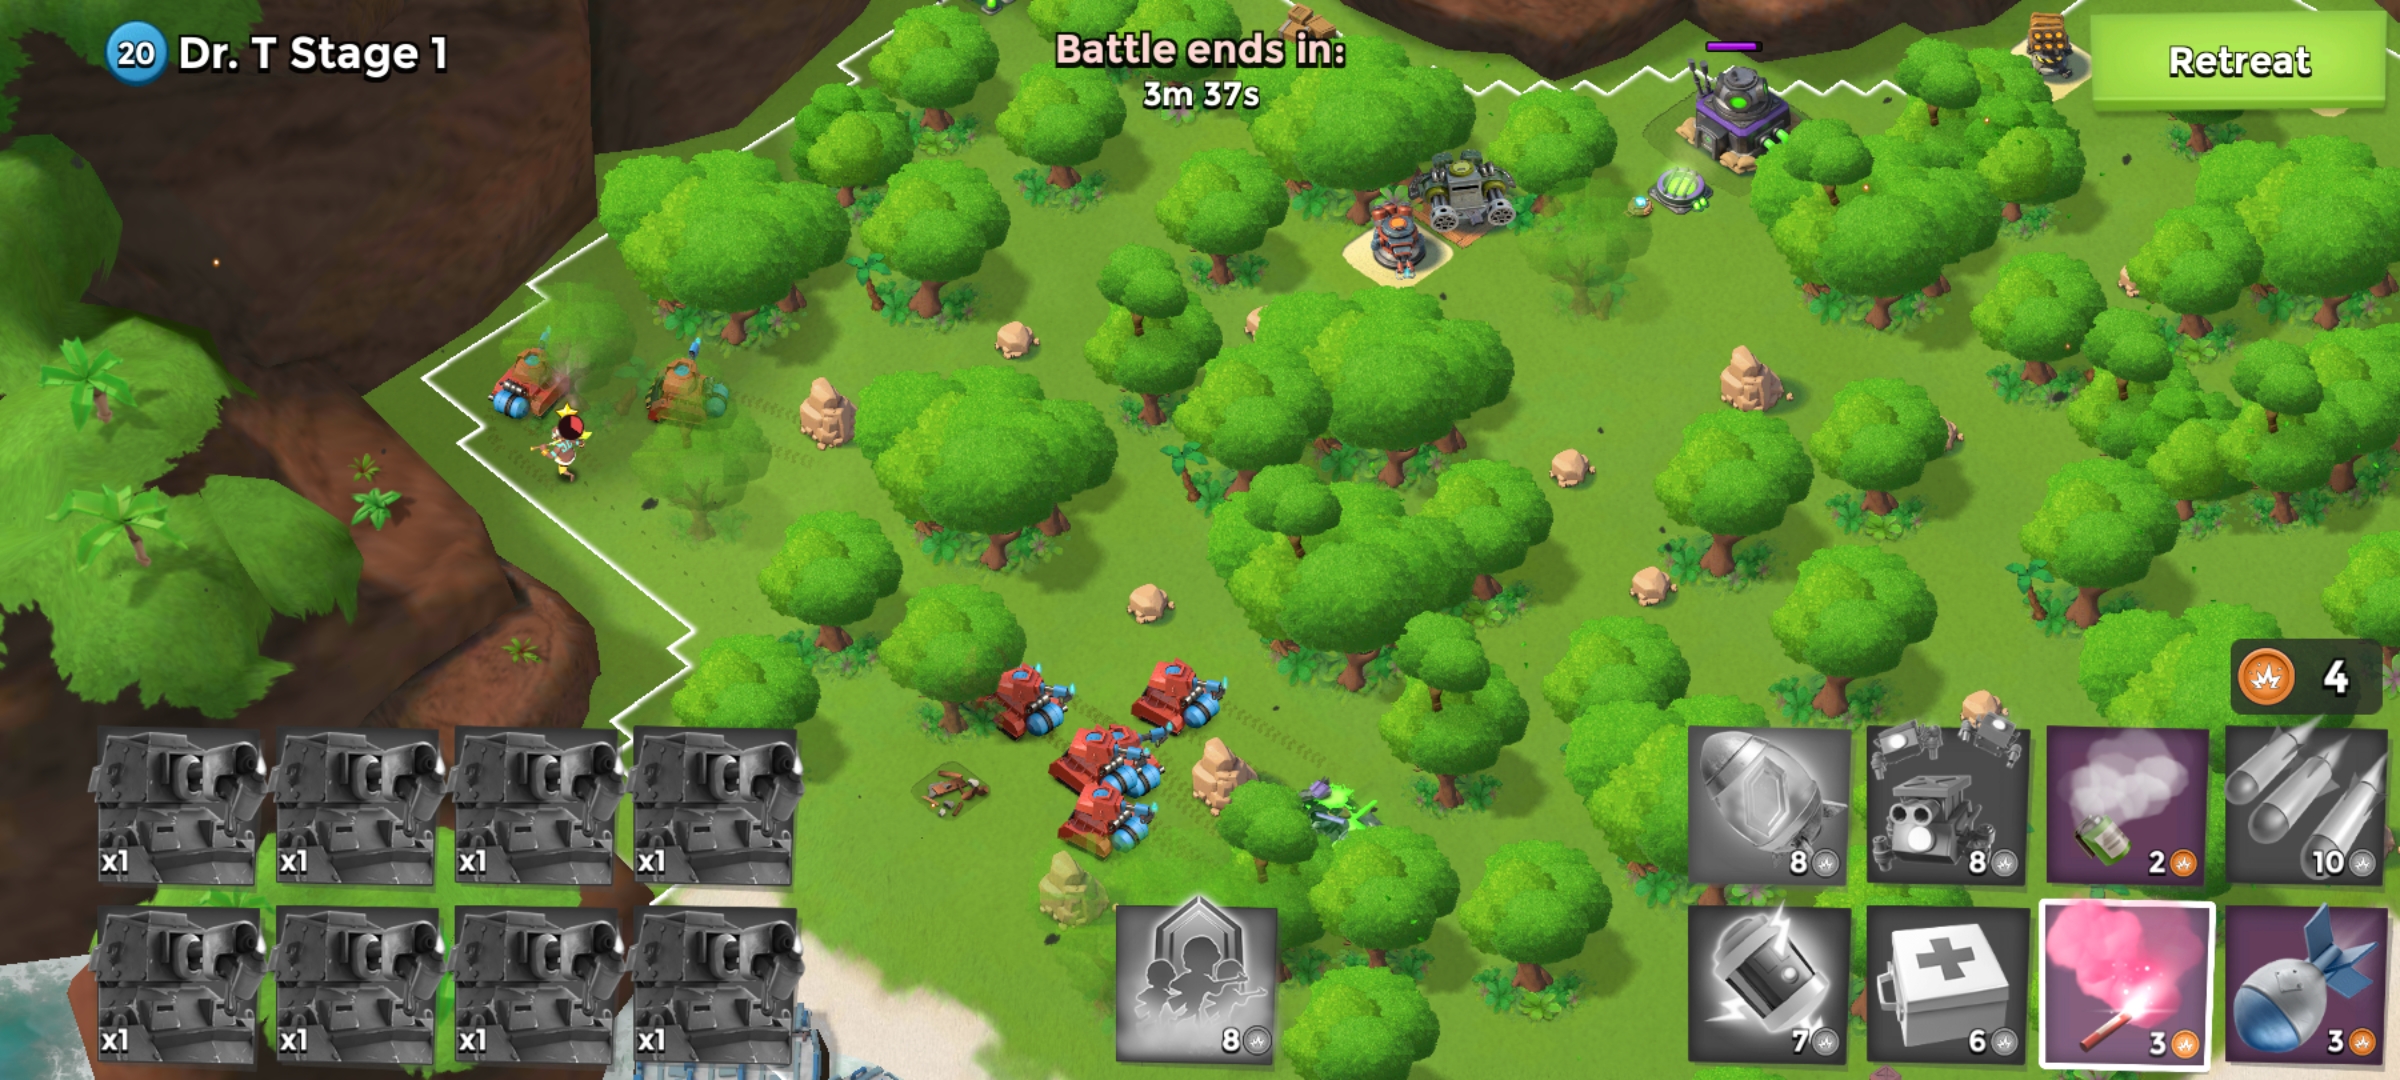 20 Dr. T Stage 1
Battle ends in:
3m 37s
Retreat
4
x1 x1 x1 x1
8 8 2 10
x1 x1 x1 x1
8
7 6 3 3